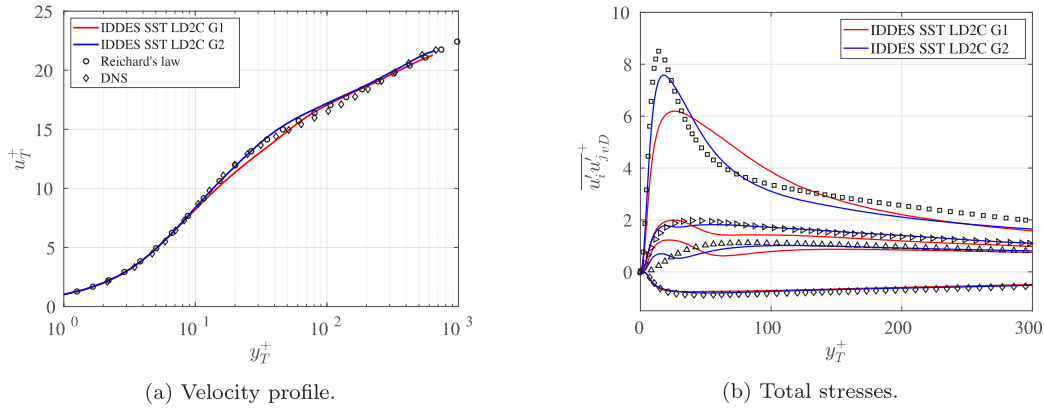 25
20
15
10
5
0
10^0
10^1
10^2
10^3
u_T^+
y_T^+
IDDES SST LD2C G1
IDDES SST LD2C G2
Reichard's law
DNS
(a) Velocity profile.
10
8
6
4
2
0
0
100
200
300
\overline{u_i' u_j'}_{vD}^+
y_T^+
IDDES SST LD2C G1
IDDES SST LD2C G2
(b) Total stresses.